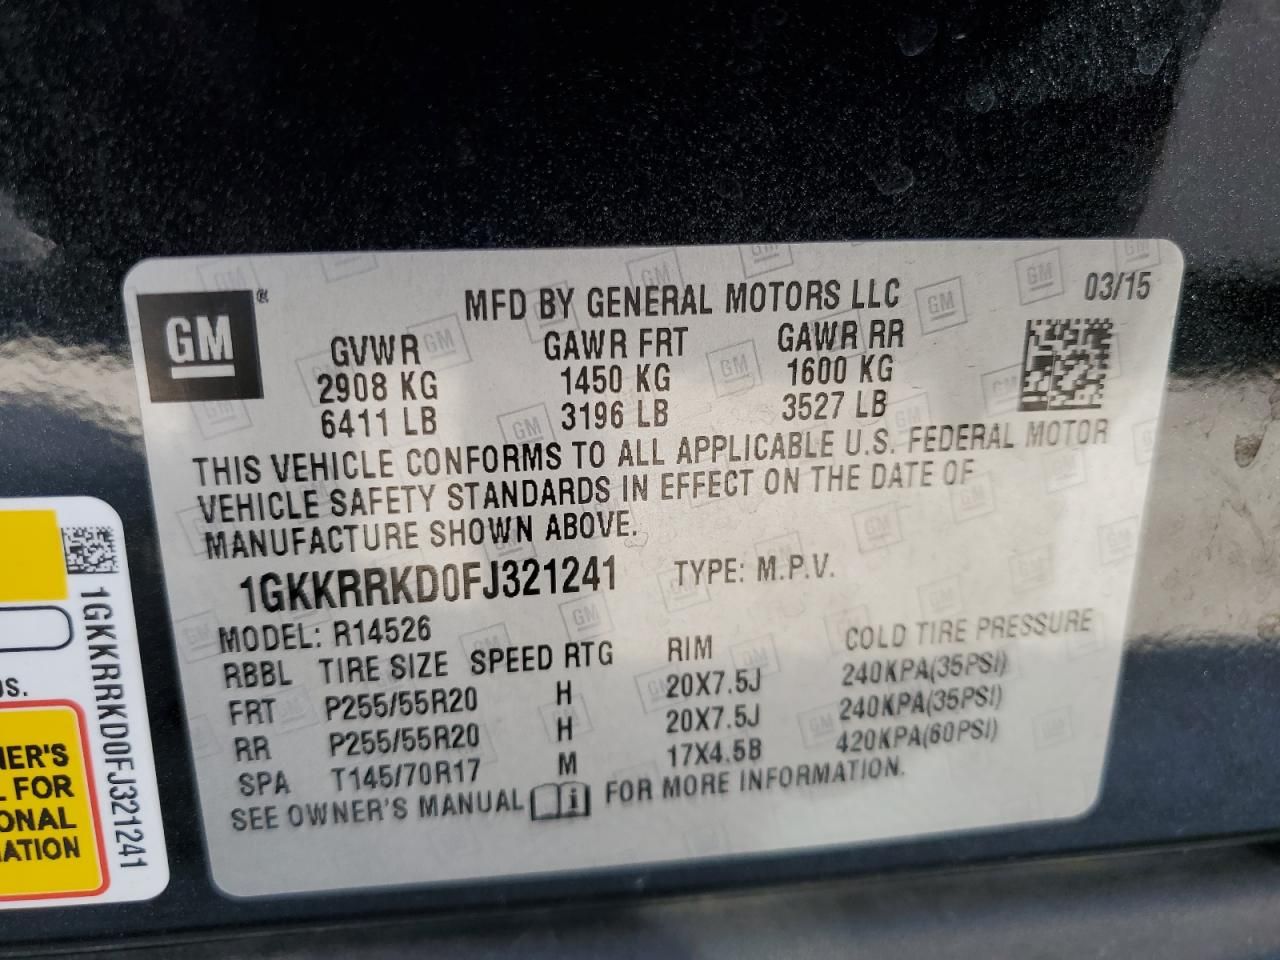 GM®
MFD BY GENERAL MOTORS LLC
03/15
GVWR GAWR FRT GAWR RR
2908 KG 1450 KG 1600 KG
6411 LB 3196 LB 3527 LB
THIS VEHICLE CONFORMS TO ALL APPLICABLE U.S. FEDERAL MOTOR
VEHICLE SAFETY STANDARDS IN EFFECT ON THE DATE OF
MANUFACTURE SHOWN ABOVE.
1GKKRRKD0FJ321241 TYPE: M.P.V.
MODEL: R14526
RBBL TIRE SIZE SPEED RTG RIM COLD TIRE PRESSURE
FRT P255/55R20 H 20X7.5J 240KPA(35PSI)
RR P255/55R20 H 20X7.5J 240KPA(35PSI)
SPA T145/70R17 M 17X4.5B 420KPA(60PSI)
SEE OWNER'S MANUAL i FOR MORE INFORMATION.
1GKKRRKD0FJ321241
FOR